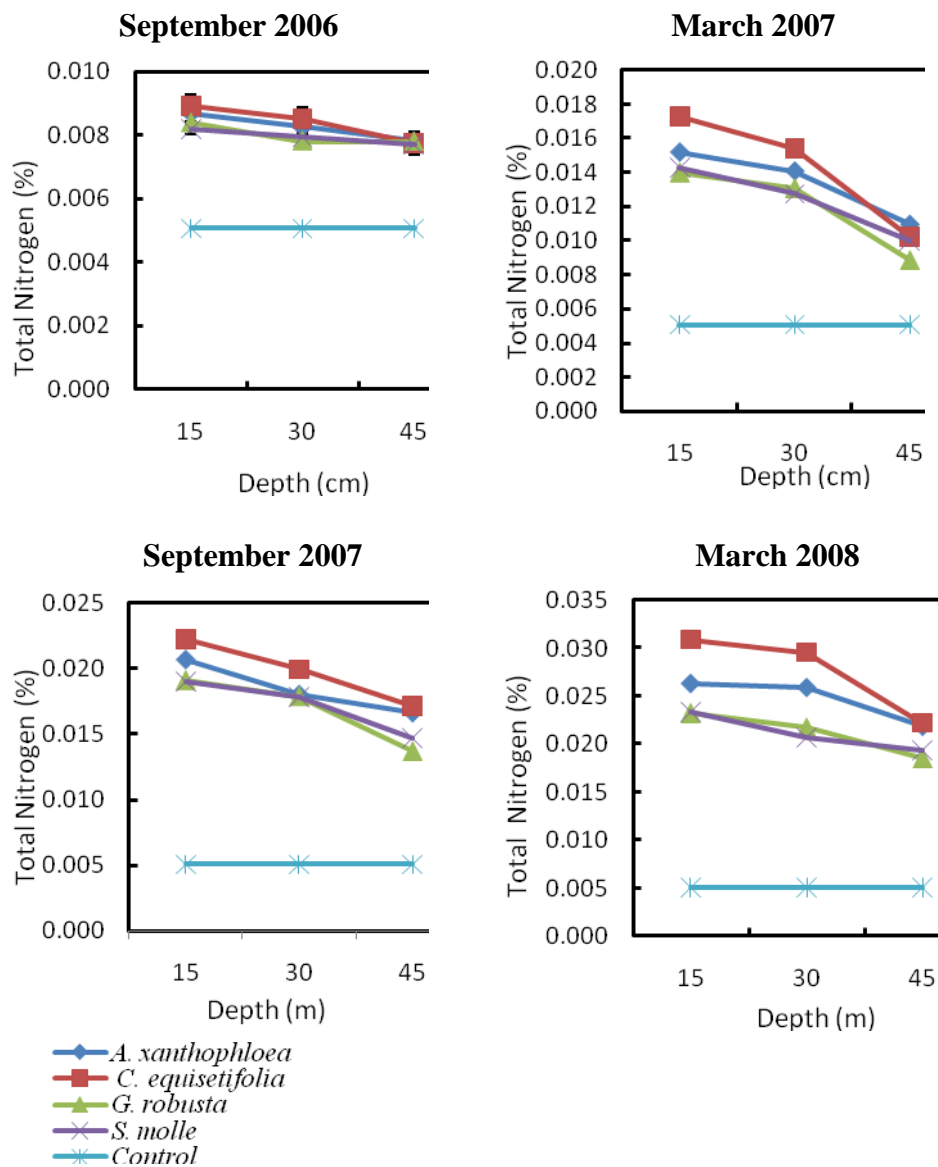 September 2006
March 2007
0.010
0.008
0.006
0.004
0.002
0.000
Total Nitrogen (%)
15 30 45
Depth (cm)
0.020
0.018
0.016
0.014
0.012
0.010
0.008
0.006
0.004
0.002
0.000
Total Nitrogen (%)
15 30 45
Depth (cm)
September 2007
March 2008
0.025
0.020
0.015
0.010
0.005
0.000
Total Nitrogen (%)
15 30 45
Depth (m)
0.035
0.030
0.025
0.020
0.015
0.010
0.005
0.000
Total Nitrogen (%)
15 30 45
Depth (m)
A. xanthophloea
C. equisetifolia
G. robusta
S. molle
Control